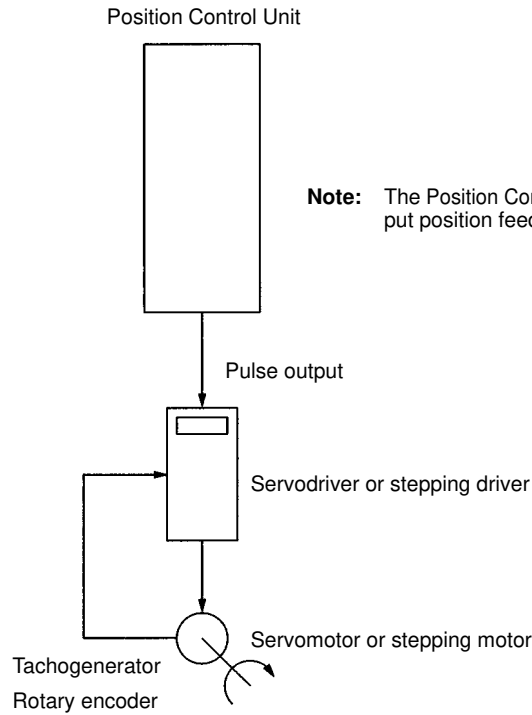 Position Control Unit
Note: The Position Con
put position feed
Pulse output
Servodriver or stepping driver
Servomotor or stepping motor
Tachogenerator
Rotary encoder